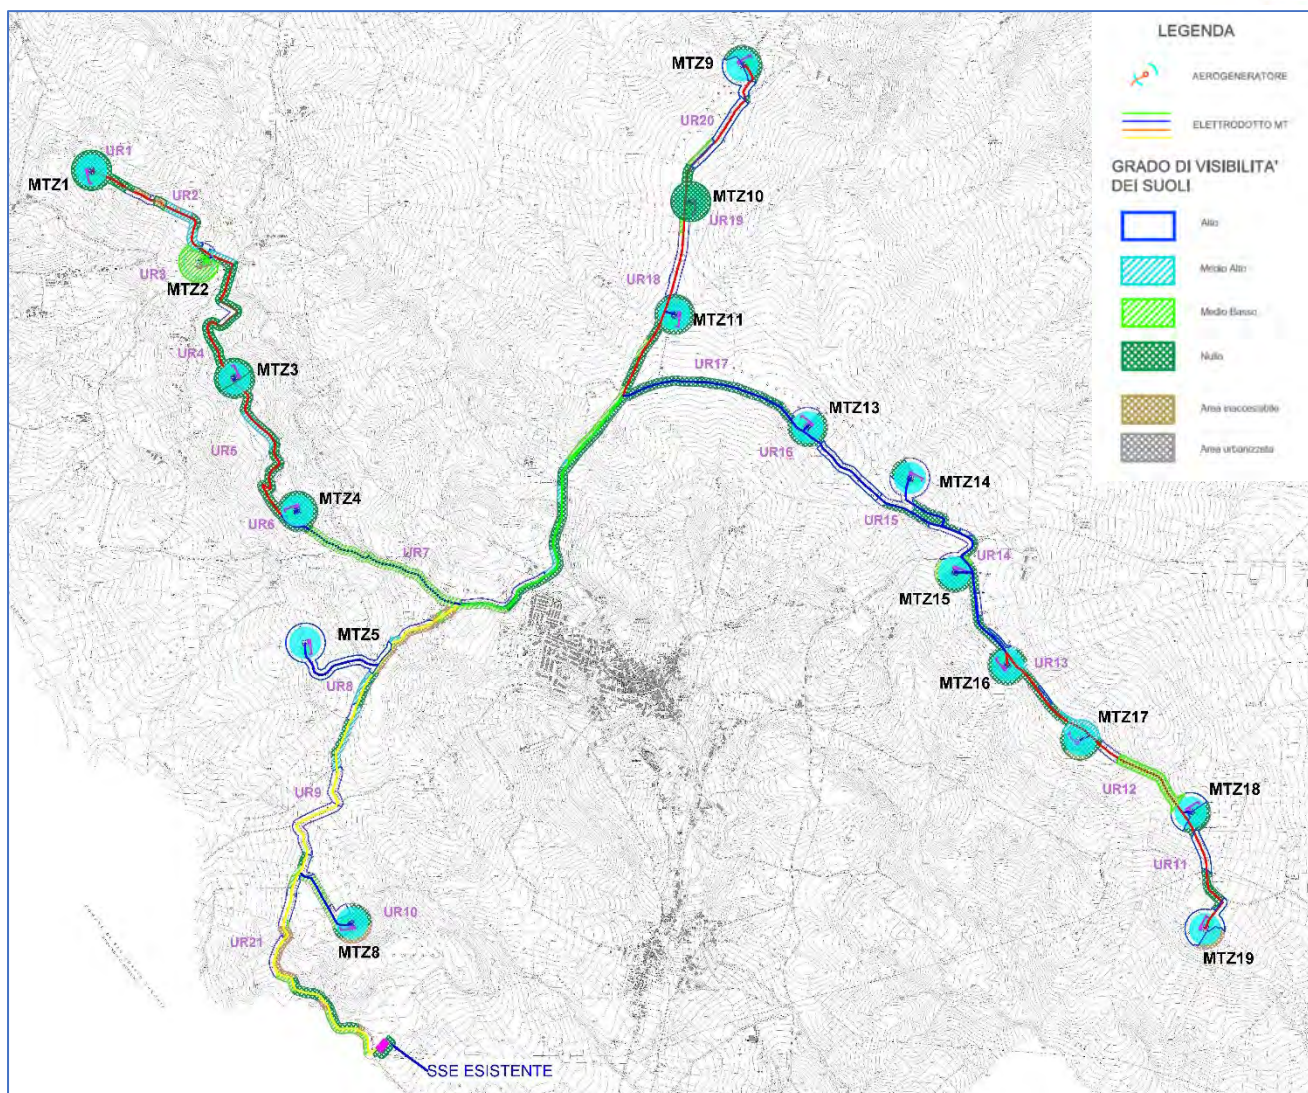 LEGENDA
AEROGENERATORE
ELETTRODOTTO MT
GRADO DI VISIBILITA'
DEI SUOLI
Alto
Medio Alto
Medio Basso
Nullo
Area inaccessibile
Area urbanizzata
MTZ9
UR20
UR1
MTZ1
UR2
MTZ10
UR19
UR3
MTZ2
UR18
MTZ11
UR4
MTZ3
UR17
MTZ13
UR5
UR16
MTZ14
MTZ4
UR6
UR15
UR7
UR14
MTZ15
MTZ5
UR8
UR13
MTZ16
MTZ17
UR9
UR12
MTZ18
UR11
UR10
UR21
MTZ8
MTZ19
SSE ESISTENTE